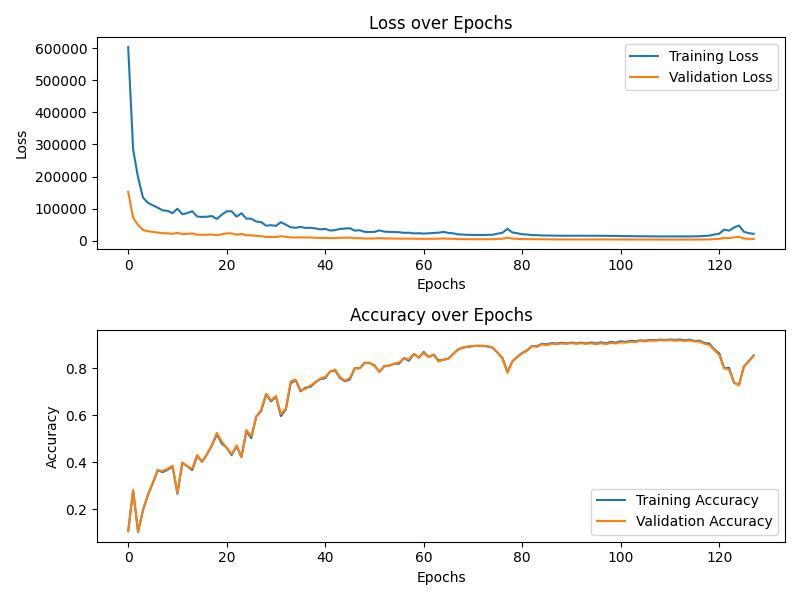 Loss over Epochs
600000
500000
400000
300000
200000
100000
0
Loss
Training Loss
Validation Loss
0 20 40 60 80 100 120
Epochs
Accuracy over Epochs
0.8
0.6
0.4
0.2
Accuracy
Training Accuracy
Validation Accuracy
0 20 40 60 80 100 120
Epochs